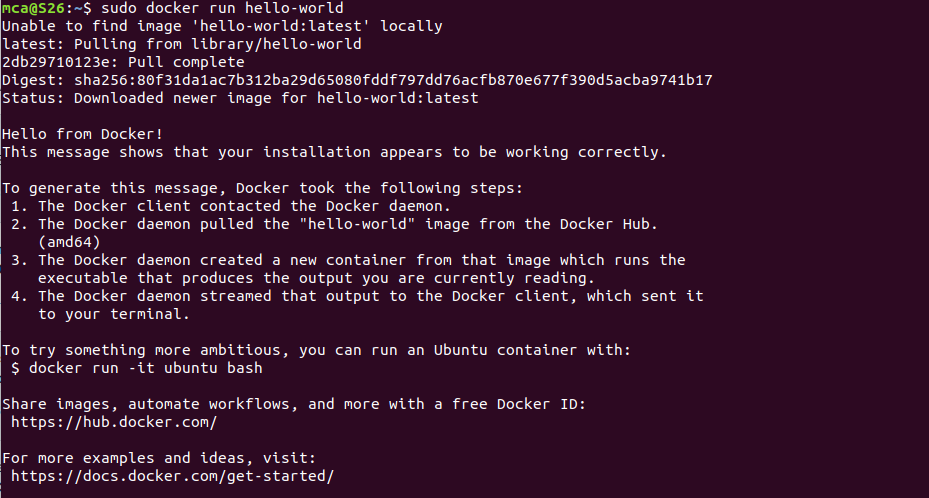 mca@S26:~$ sudo docker run hello-world
Unable to find image 'hello-world:latest' locally
latest: Pulling from library/hello-world
2db29710123e: Pull complete
Digest: sha256:80f31da1ac7b312ba29d65080fddf797dd76acfb870e677f390d5acba9741b17
Status: Downloaded newer image for hello-world:latest

Hello from Docker!
This message shows that your installation appears to be working correctly.

To generate this message, Docker took the following steps:
 1. The Docker client contacted the Docker daemon.
 2. The Docker daemon pulled the "hello-world" image from the Docker Hub.
    (amd64)
 3. The Docker daemon created a new container from that image which runs the
    executable that produces the output you are currently reading.
 4. The Docker daemon streamed that output to the Docker client, which sent it
    to your terminal.

To try something more ambitious, you can run an Ubuntu container with:
 $ docker run -it ubuntu bash

Share images, automate workflows, and more with a free Docker ID:
 https://hub.docker.com/

For more examples and ideas, visit:
 https://docs.docker.com/get-started/